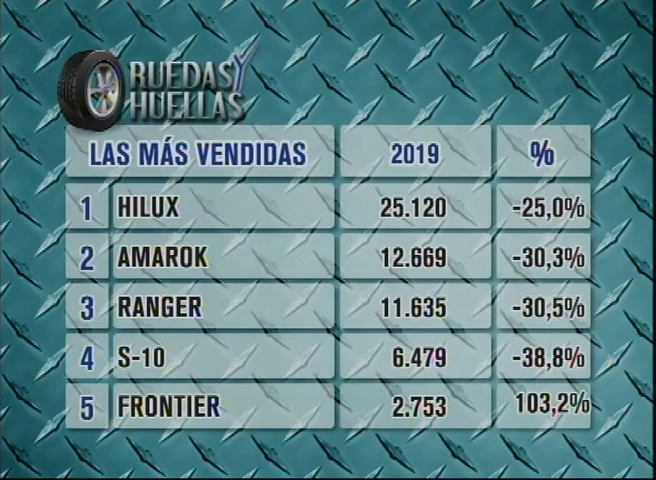 RUEDAS Y
HUELLAS
LAS MÁS VENDIDAS 2019 %
1 HILUX 25.120 -25,0%
2 AMAROK 12.669 -30,3%
3 RANGER 11.635 -30,5%
4 S-10 6.479 -38,8%
5 FRONTIER 2.753 103,2%